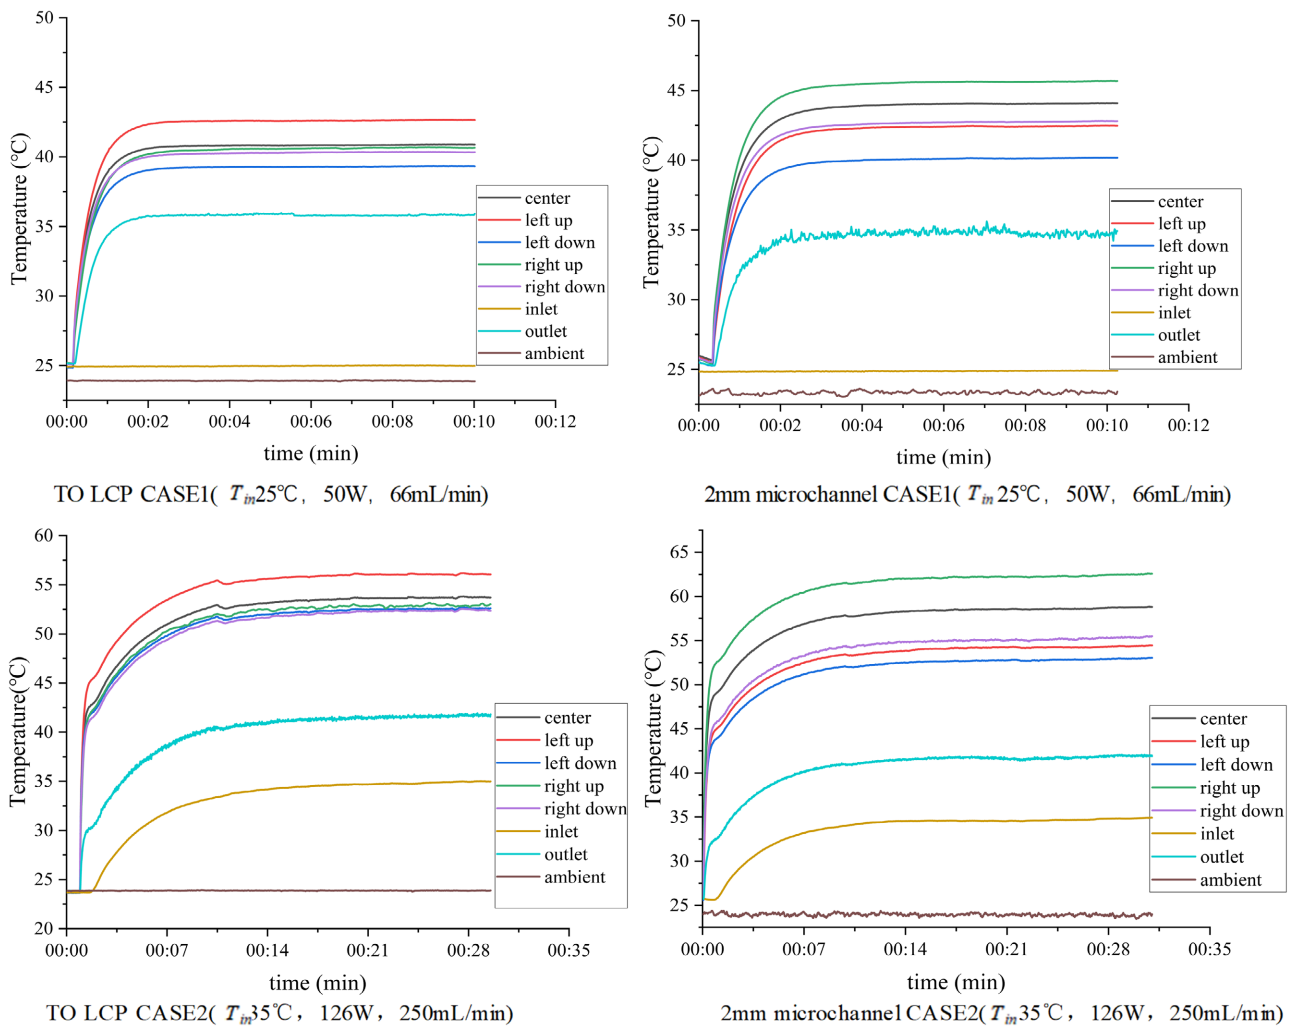 50
45
40
35
30
25
Temperature (℃)
00:00 00:02 00:04 00:06 00:08 00:10 00:12
time (min)
center
left up
left down
right up
right down
inlet
outlet
ambient
TO LCP CASE1( Tin25℃, 50W, 66mL/min)
50
45
40
35
30
25
Temperature (℃)
00:00 00:02 00:04 00:06 00:08 00:10 00:12
time (min)
center
left up
left down
right up
right down
inlet
outlet
ambient
2mm microchannel CASE1( Tin 25℃, 50W, 66mL/min)
60
55
50
45
40
35
30
25
20
Temperature(℃)
00:00 00:07 00:14 00:21 00:28 00:35
time (min)
center
left up
left down
right up
right down
inlet
outlet
ambient
TO LCP CASE2( Tin35℃, 126W, 250mL/min)
65
60
55
50
45
40
35
30
25
Temperature (℃)
00:00 00:07 00:14 00:21 00:28 00:35
time (min)
center
left up
left down
right up
right down
inlet
outlet
ambient
2mm microchannel CASE2( Tin35℃, 126W, 250mL/min)